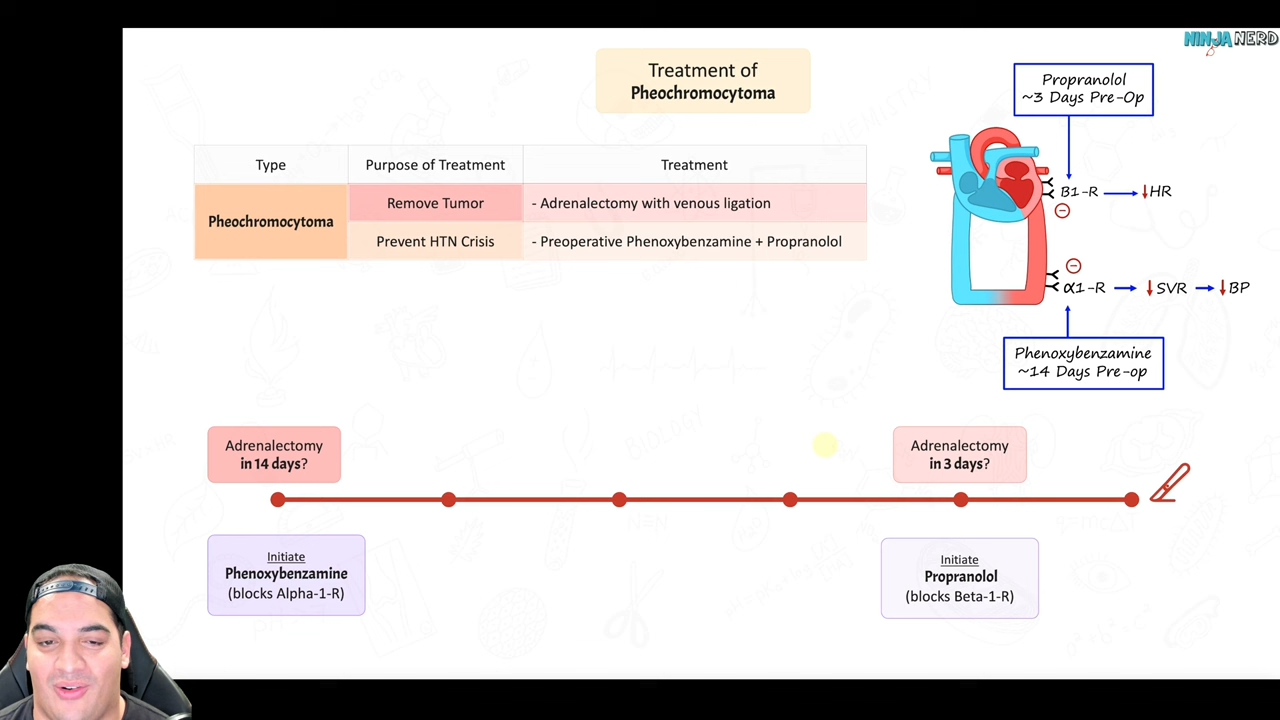 NINJA NERD
Treatment of
Pheochromocytoma
Propranolol
~3 Days Pre-Op
Type
Purpose of Treatment
Treatment
Pheochromocytoma
Remove Tumor
- Adrenalectomy with venous ligation
Prevent HTN Crisis
- Preoperative Phenoxybenzamine + Propranolol
B1-R
↓HR
α1-R
↓SVR
↓BP
Phenoxybenzamine
~14 Days Pre-op
Adrenalectomy
in 14 days?
Adrenalectomy
in 3 days?
Initiate
Phenoxybenzamine
(blocks Alpha-1-R)
Initiate
Propranolol
(blocks Beta-1-R)